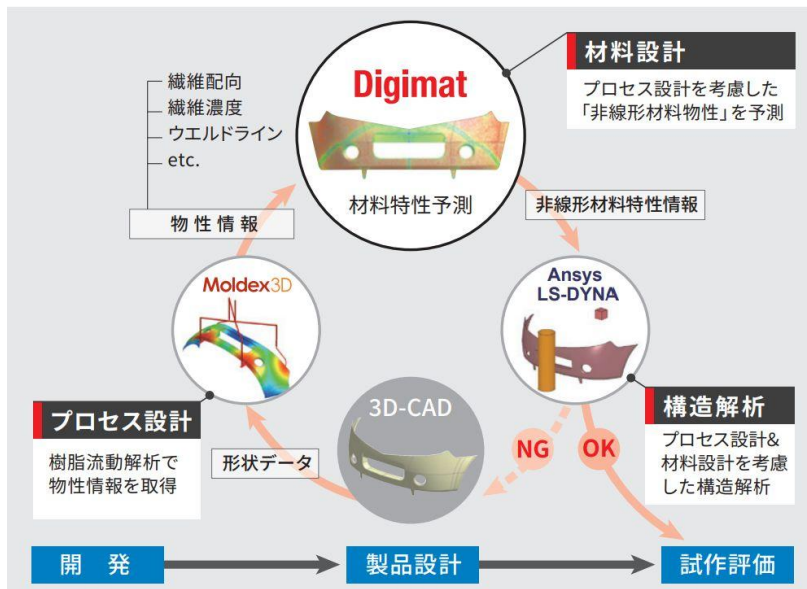 Digimat
材料特性予測
材料設計
プロセス設計を考慮した
「非線形材料物性」を予測
繊維配向
繊維濃度
ウエルドライン
etc.
物性情報
非線形材料特性情報
Moldex3D
Ansys
LS-DYNA
プロセス設計
樹脂流動解析で
物性情報を取得
形状データ
3D-CAD
NG
OK
構造解析
プロセス設計&
材料設計を考慮
した構造解析
開 発
製品設計
試作評価